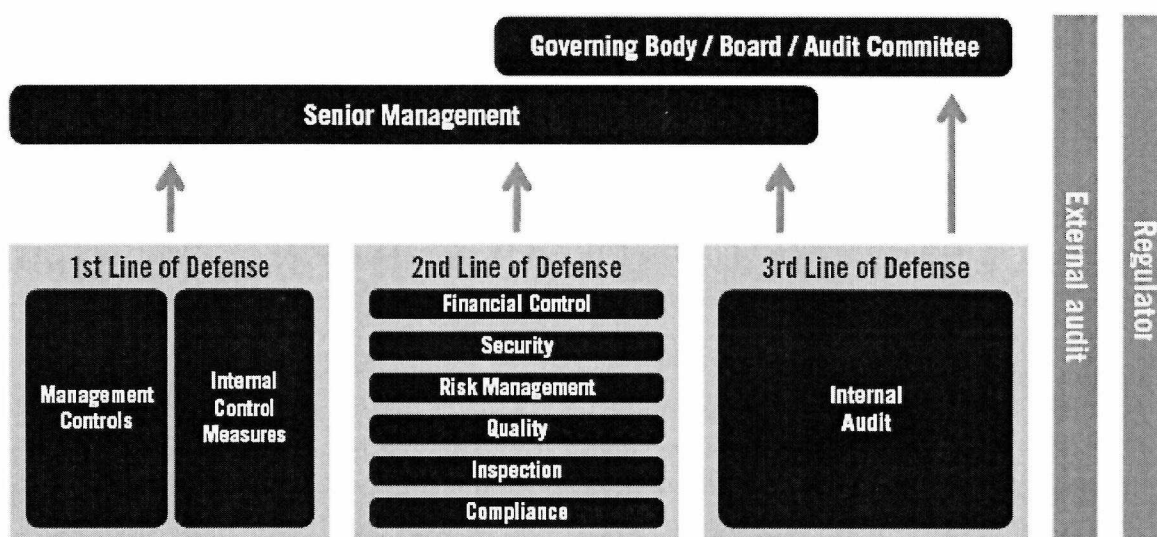 Governing Body / Board / Audit Committee
Senior Management
1st Line of Defense
Management
Controls
Internal
Control
Measures
2nd Line of Defense
Financial Control
Security
Risk Management
Quality
Inspection
Compliance
3rd Line of Defense
Internal
Audit
External audit
Regulator